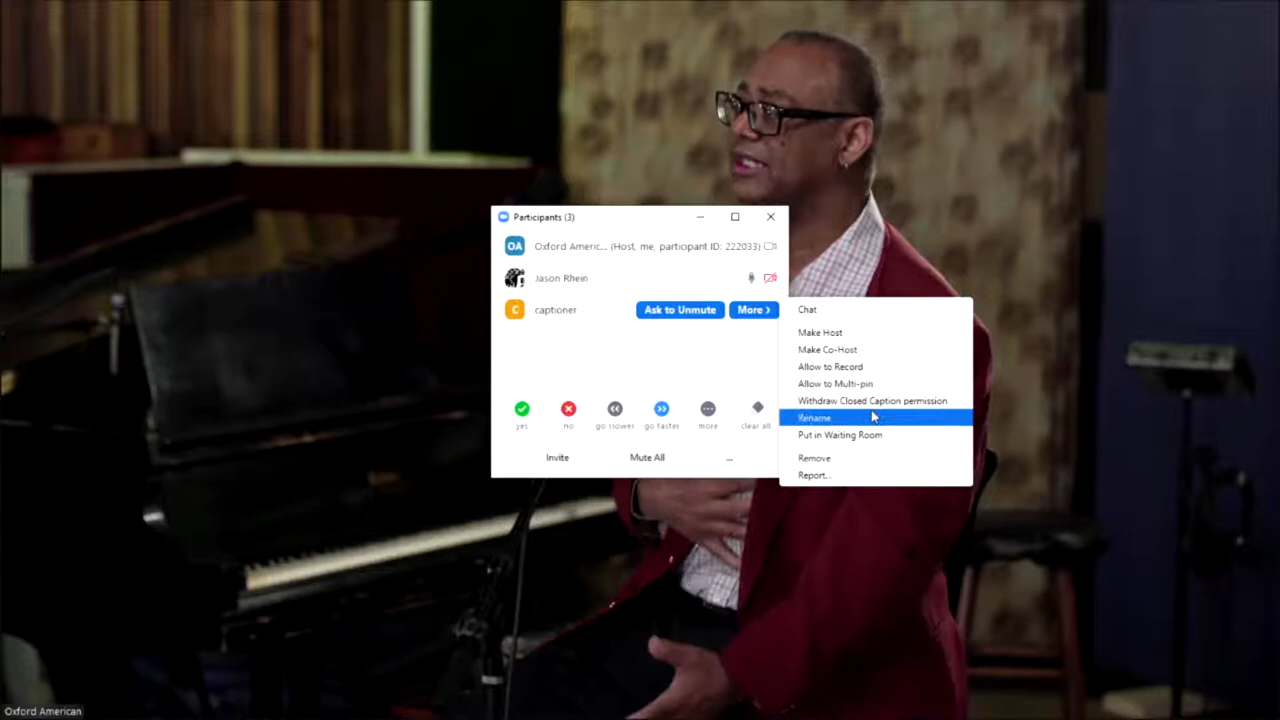 Participants (3)
OA Oxford Americ... (Host, me, participant ID: 222033)
Jason Rhein
C captioner Ask to Unmute More >
Chat
Make Host
Make Co-Host
Allow to Record
Allow to Multi-pin
Withdraw Closed Caption permission
Rename
Put in Waiting Room
Remove
Report...
yes no go slower go faster more clear all
Invite Mute All ...
Oxford American